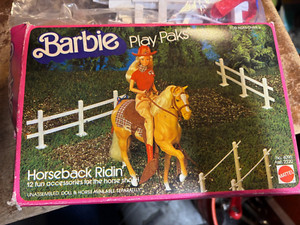 Barbie
Play Paks
Horseback Ridin'
12 fun accessories for the horse show!
UNASSEMBLED. DOLL & HORSE AVAILABLE SEPARATELY.
MATTEL